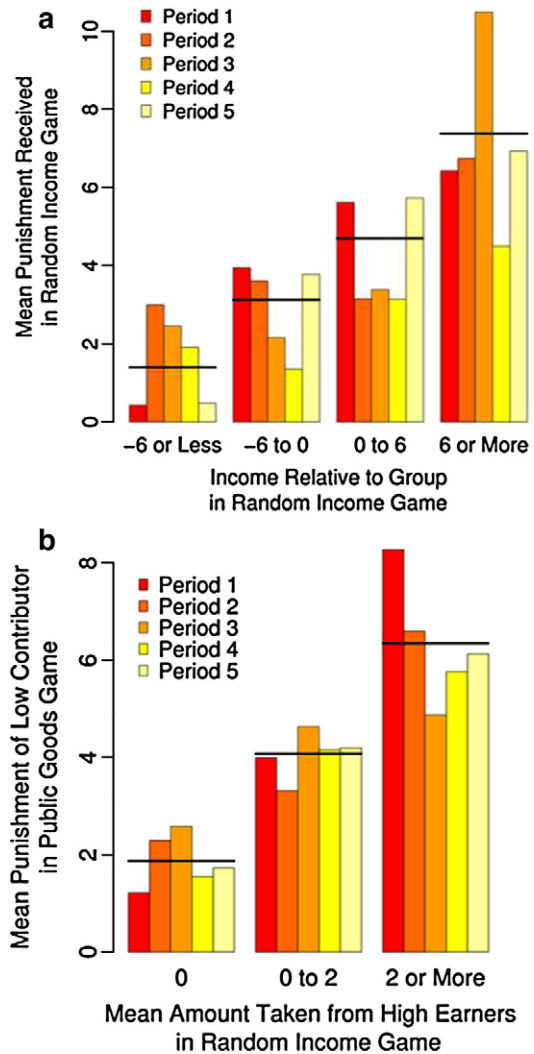 a
Period 1
Period 2
Period 3
Period 4
Period 5
Mean Punishment Received
in Random Income Game
10
8
6
4
2
0
−6 or Less
−6 to 0
0 to 6
6 or More
Income Relative to Group
in Random Income Game
b
Period 1
Period 2
Period 3
Period 4
Period 5
Mean Punishment of Low Contributor
in Public Goods Game
8
6
4
2
0
0
0 to 2
2 or More
Mean Amount Taken from High Earners
in Random Income Game